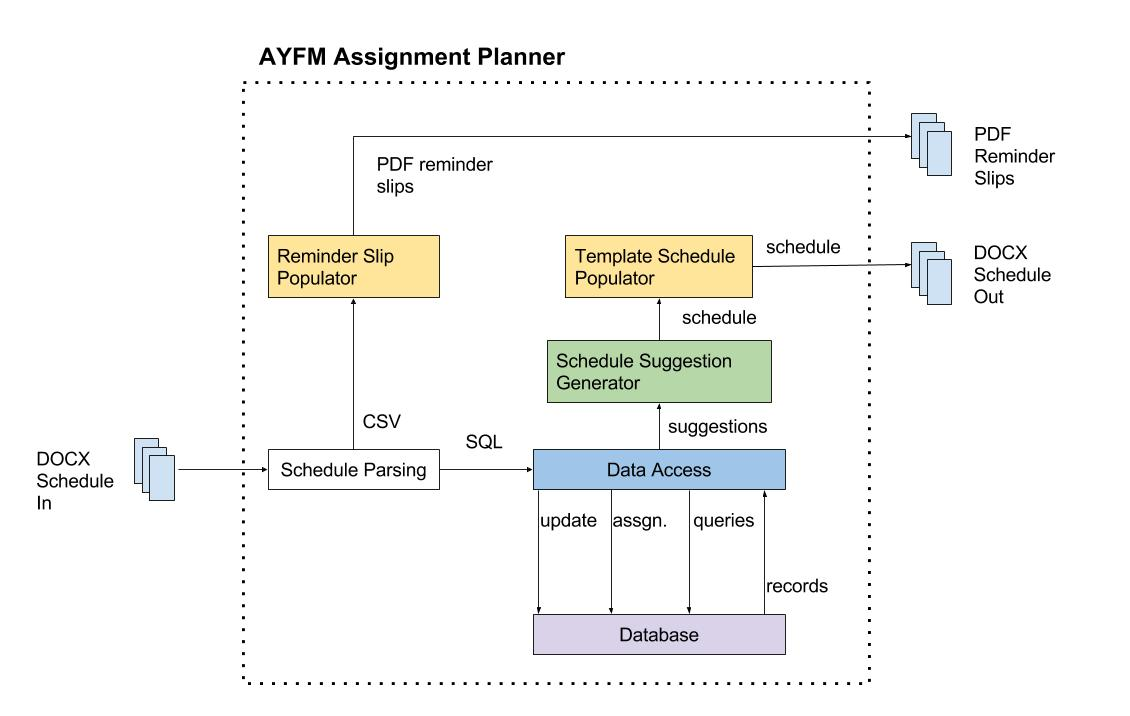 AYFM Assignment Planner
PDF
Reminder
Slips
PDF reminder
slips
Reminder Slip
Populator
Template Schedule
Populator
schedule
DOCX
Schedule
Out
schedule
Schedule Suggestion
Generator
CSV
suggestions
SQL
DOCX
Schedule
In
Schedule Parsing
Data Access
update
assgn.
queries
records
Database